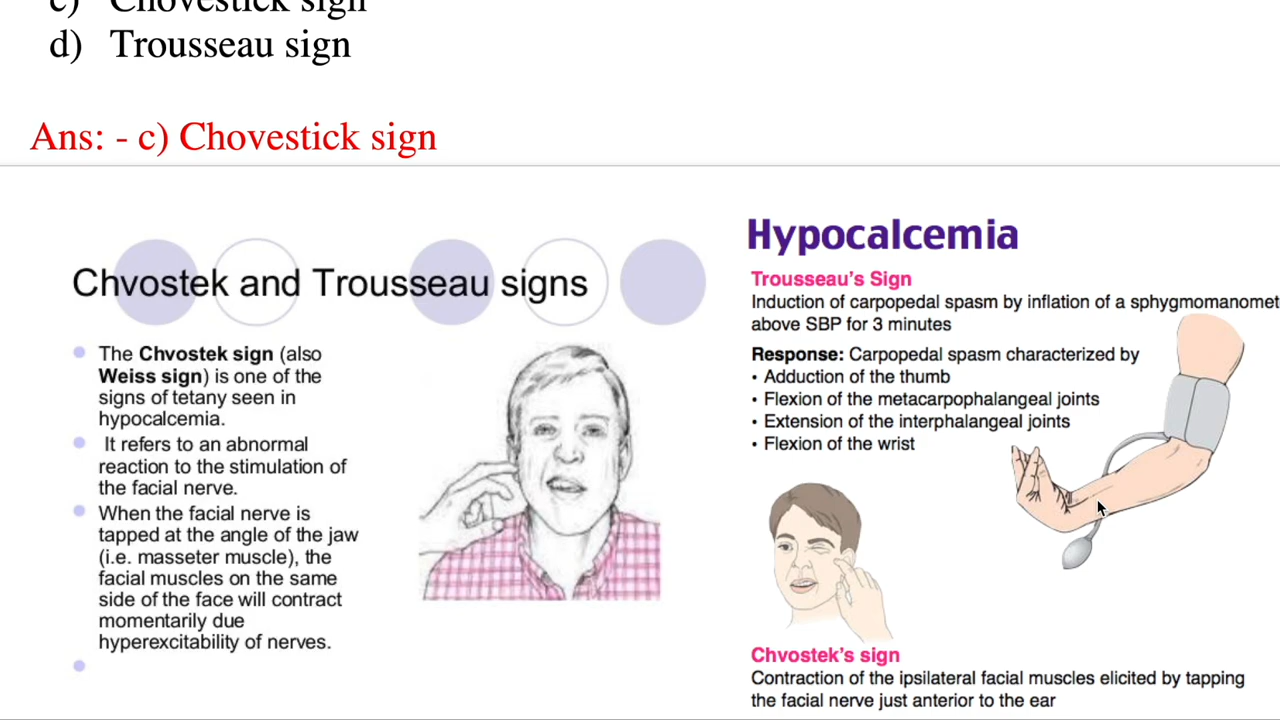 c) Chovestick sign
d) Trousseau sign
Ans: - c) Chovestick sign
Chvostek and Trousseau signs
The Chvostek sign (also
Weiss sign) is one of the
signs of tetany seen in
hypocalcemia.
It refers to an abnormal
reaction to the stimulation of
the facial nerve.
When the facial nerve is
tapped at the angle of the jaw
(i.e. masseter muscle), the
facial muscles on the same
side of the face will contract
momentarily due
hyperexcitability of nerves.
Hypocalcemia
Trousseau's Sign
Induction of carpopedal spasm by inflation of a sphygmomanomet
above SBP for 3 minutes
Response: Carpopedal spasm characterized by
• Adduction of the thumb
• Flexion of the metacarpophalangeal joints
• Extension of the interphalangeal joints
• Flexion of the wrist
Chvostek's sign
Contraction of the ipsilateral facial muscles elicited by tapping
the facial nerve just anterior to the ear